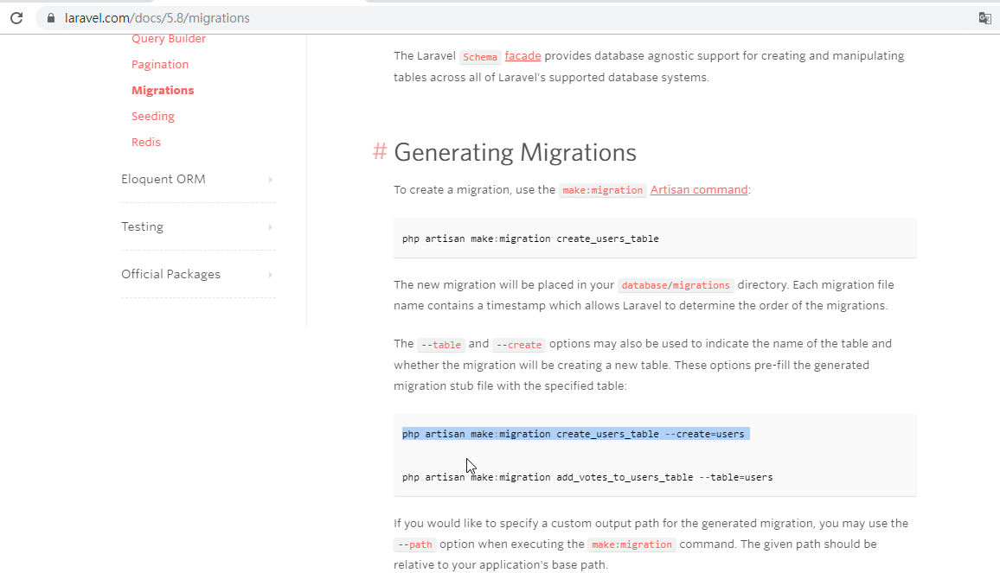 laravel.com/docs/5.8/migrations
Query Builder
Pagination
Migrations
Seeding
Redis
Eloquent ORM
Testing
Official Packages
The Laravel Schema facade provides database agnostic support for creating and manipulating
tables across all of Laravel's supported database systems.
# Generating Migrations
To create a migration, use the make:migration Artisan command:
php artisan make:migration create_users_table
The new migration will be placed in your database/migrations directory. Each migration file
name contains a timestamp which allows Laravel to determine the order of the migrations.
The --table and --create options may also be used to indicate the name of the table and
whether the migration will be creating a new table. These options pre-fill the generated
migration stub file with the specified table:
php artisan make:migration create_users_table --create=users
php artisan make:migration add_votes_to_users_table --table=users
If you would like to specify a custom output path for the generated migration, you may use the
--path option when executing the make:migration command. The given path should be
relative to your application's base path.